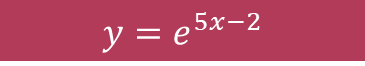 y = e^{5x−2}